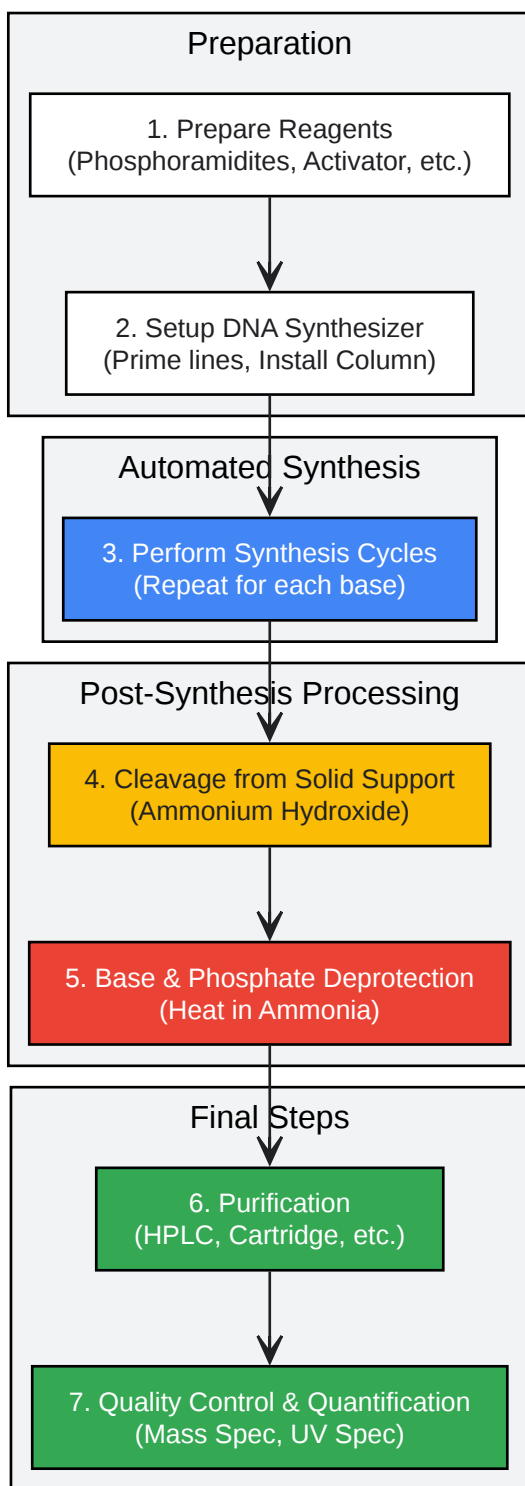 Preparation
1. Prepare Reagents
(Phosphoramidites, Activator, etc.)
2. Setup DNA Synthesizer
(Prime lines, Install Column)
Automated Synthesis
3. Perform Synthesis Cycles
(Repeat for each base)
Post-Synthesis Processing
4. Cleavage from Solid Support
(Ammonium Hydroxide)
5. Base & Phosphate Deprotection
(Heat in Ammonia)
Final Steps
6. Purification
(HPLC, Cartridge, etc.)
7. Quality Control & Quantification
(Mass Spec, UV Spec)